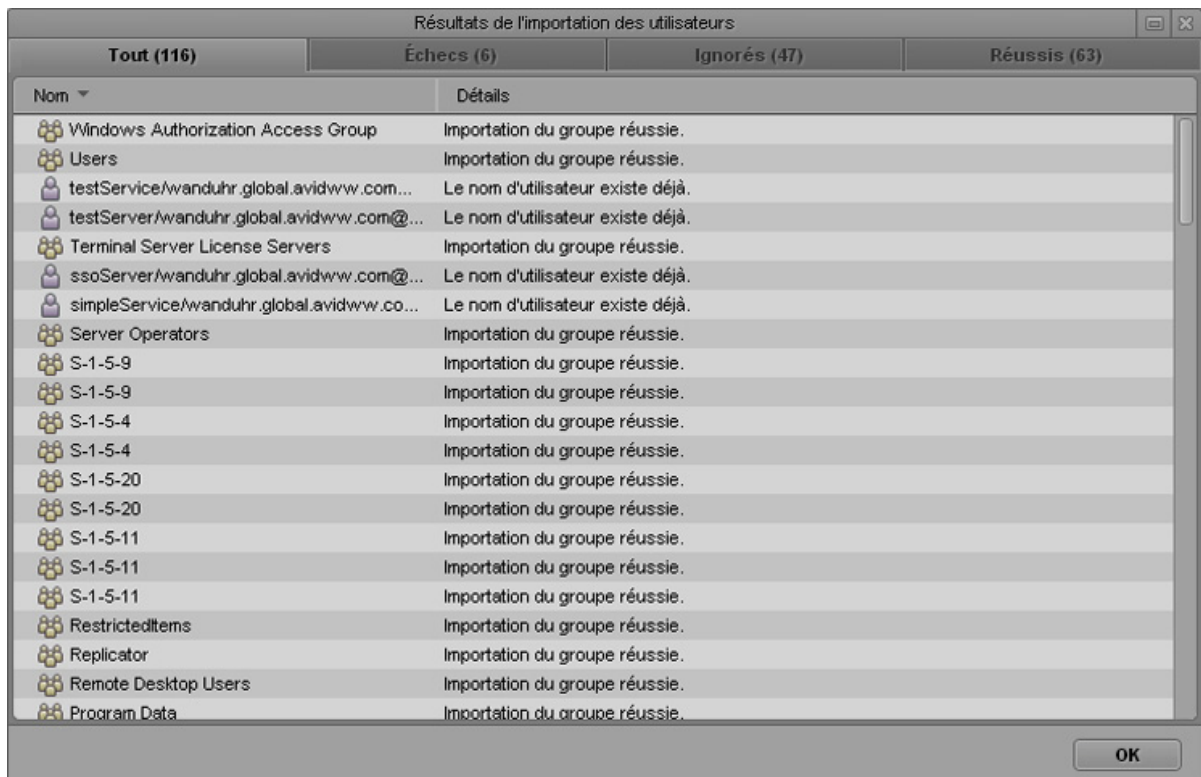 Résultats de l'importation des utilisateurs
Tout (116) Échecs (6) Ignorés (47) Réussis (63)
Nom Détails
Windows Authorization Access Group Importation du groupe réussie.
Users Importation du groupe réussie.
testService/wanduhr.global.avidww.com... Le nom d'utilisateur existe déjà.
testServer/wanduhr.global.avidww.com@... Le nom d'utilisateur existe déjà.
Terminal Server License Servers Importation du groupe réussie.
ssoServer/wanduhr.global.avidww.com@... Le nom d'utilisateur existe déjà.
simpleService/wanduhr.global.avidww.co... Le nom d'utilisateur existe déjà.
Server Operators Importation du groupe réussie.
S-1-5-9 Importation du groupe réussie.
S-1-5-9 Importation du groupe réussie.
S-1-5-4 Importation du groupe réussie.
S-1-5-4 Importation du groupe réussie.
S-1-5-20 Importation du groupe réussie.
S-1-5-20 Importation du groupe réussie.
S-1-5-11 Importation du groupe réussie.
S-1-5-11 Importation du groupe réussie.
S-1-5-11 Importation du groupe réussie.
RestrictedItems Importation du groupe réussie.
Replicator Importation du groupe réussie.
Remote Desktop Users Importation du groupe réussie.
Program Data Importation du groupe réussie.
OK